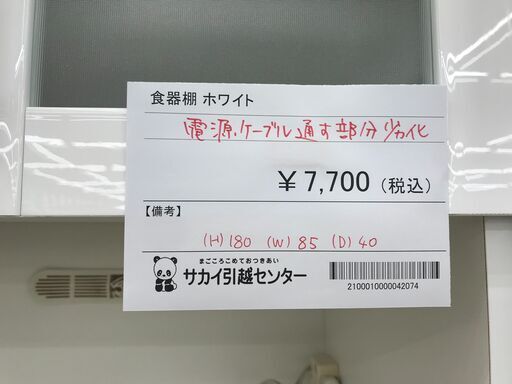 食器棚 ホワイト
電源、ケーブル通す部分劣化
￥7,700（税込）
【備考】
(H) 180 (W) 85 (D) 40
まごころこめておつきあい
サカイ引越センター
2100010000042074